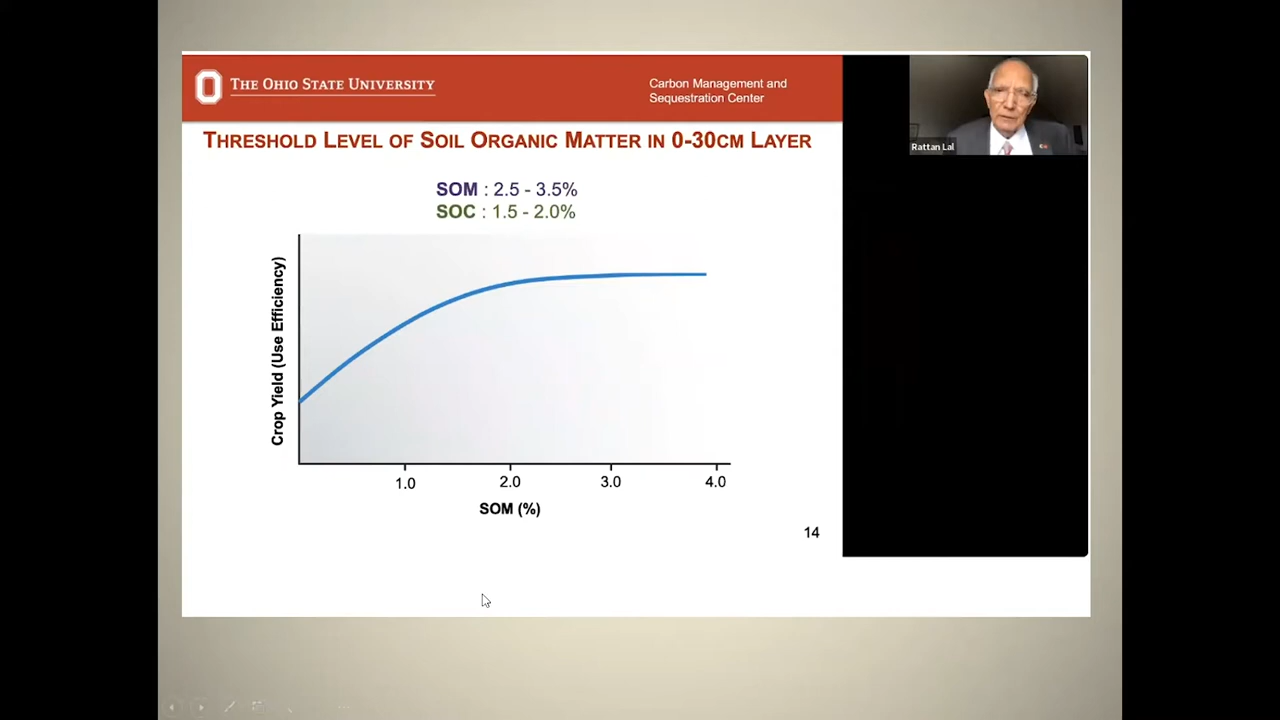 THE OHIO STATE UNIVERSITY
Carbon Management and
Sequestration Center
THRESHOLD LEVEL OF SOIL ORGANIC MATTER IN 0-30CM LAYER
SOM : 2.5 - 3.5%
SOC : 1.5 - 2.0%
Crop Yield (Use Efficiency)
1.0 2.0 3.0 4.0
SOM (%)
14
Rattan Lal